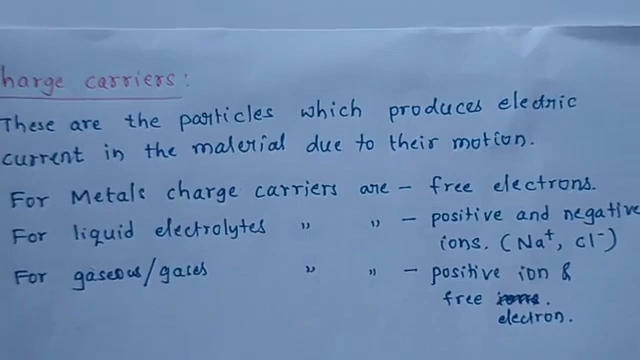 harge carriers:
These are the particles which produces electric
current in the material due to their motion.
For Metals charge carriers are – free electrons.
For liquid electrolytes " " – positive and negative
ions. (Na⁺, Cl⁻)
For gaseous/gases " " – positive ion &
free ions.
electron.